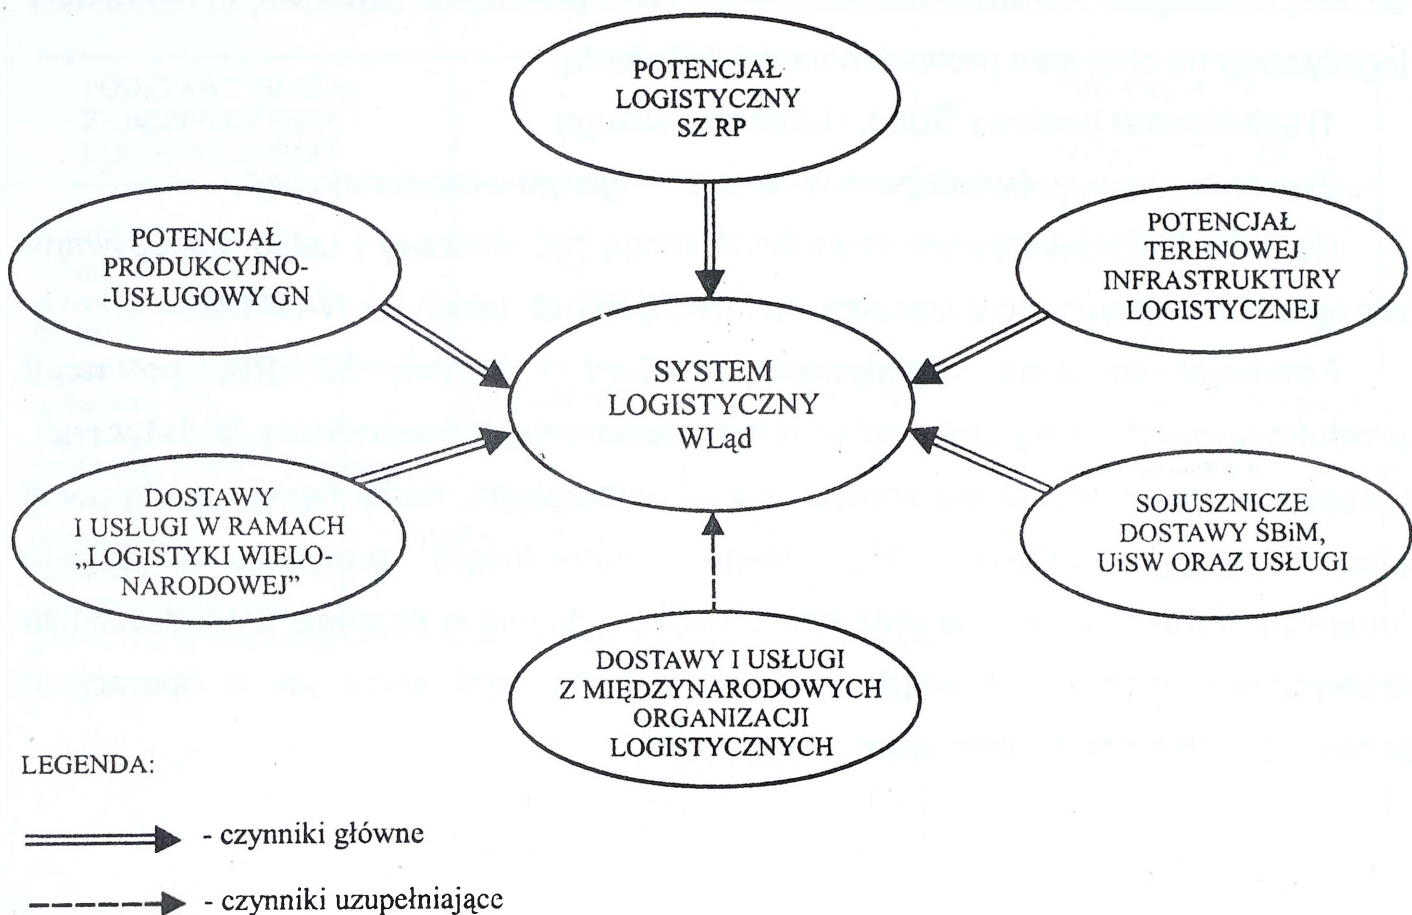 POTENCJAŁ
LOGISTYCZNY
SZ RP
POTENCJAŁ
PRODUKCYJNO-
-USŁUGOWY GN
POTENCJAŁ
TERENOWEJ
INFRASTRUKTURY
LOGISTYCZNEJ
SYSTEM
LOGISTYCZNY
WLąd
DOSTAWY
I USŁUGI W RAMACH
„LOGISTYKI WIELO-
NARODOWEJ”
SOJUSZNICZE
DOSTAWY ŚBiM,
UiSW ORAZ USŁUGI
DOSTAWY I USŁUGI
Z MIĘDZYNARODOWYCH
ORGANIZACJI
LOGISTYCZNYCH
LEGENDA:
- czynniki główne
- czynniki uzupełniające